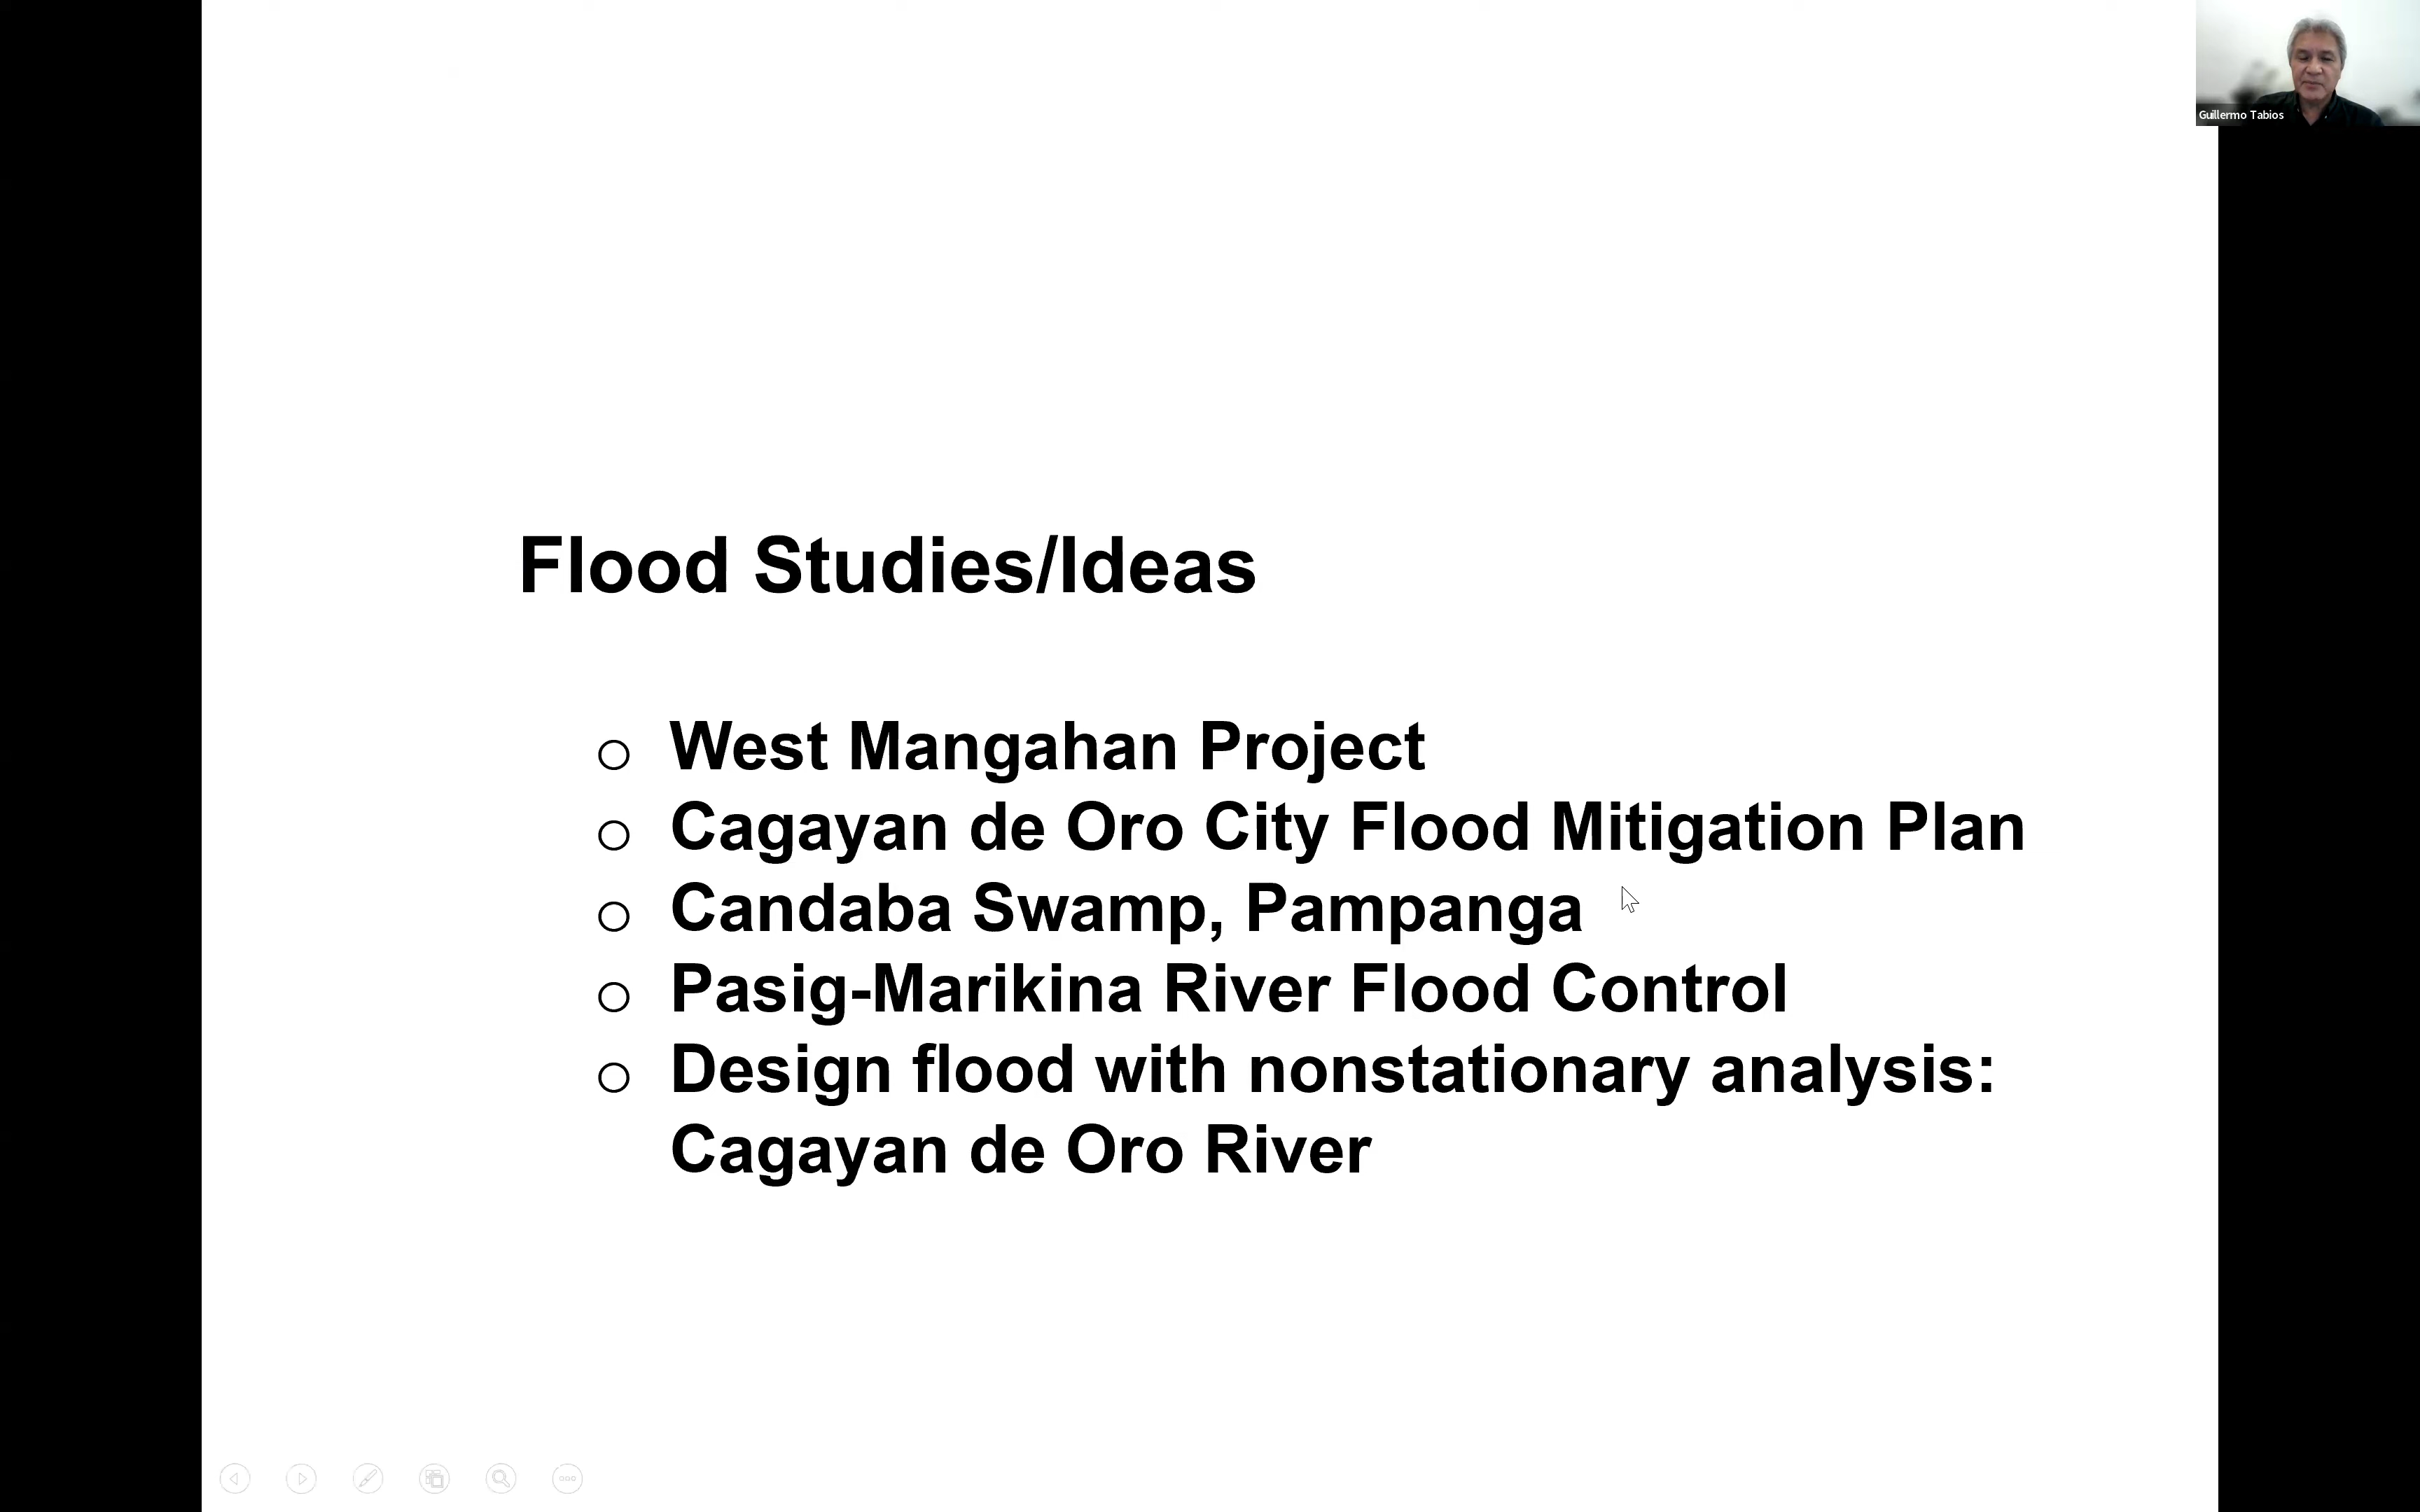 Guillermo Tabios
Flood Studies/Ideas
West Mangahan Project
Cagayan de Oro City Flood Mitigation Plan
Candaba Swamp, Pampanga
Pasig-Marikina River Flood Control
Design flood with nonstationary analysis:
Cagayan de Oro River